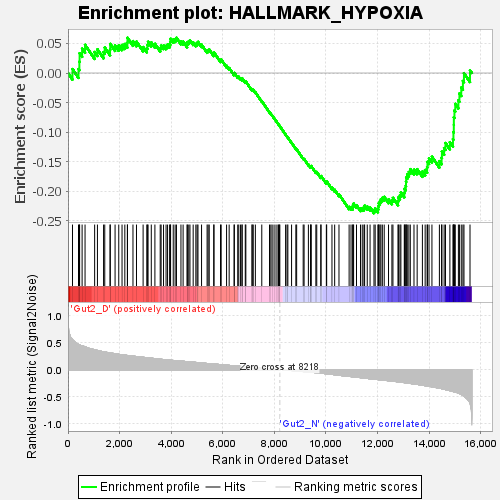 Enrichment plot: HALLMARK_HYPOXIA
Enrichment score (ES)
0.05
0.00
-0.05
-0.10
-0.15
-0.20
-0.25
'Gut2_D' (positively correlated)
Ranked list metric (Signal2Noise)
1.0
0.5
0.0
-0.5
-1.0
Zero cross at 8218
'Gut2_N' (negatively correlated)
0
2,000
4,000
6,000
8,000
10,000
12,000
14,000
16,000
Rank in Ordered Dataset
Enrichment profile
Hits
Ranking metric scores